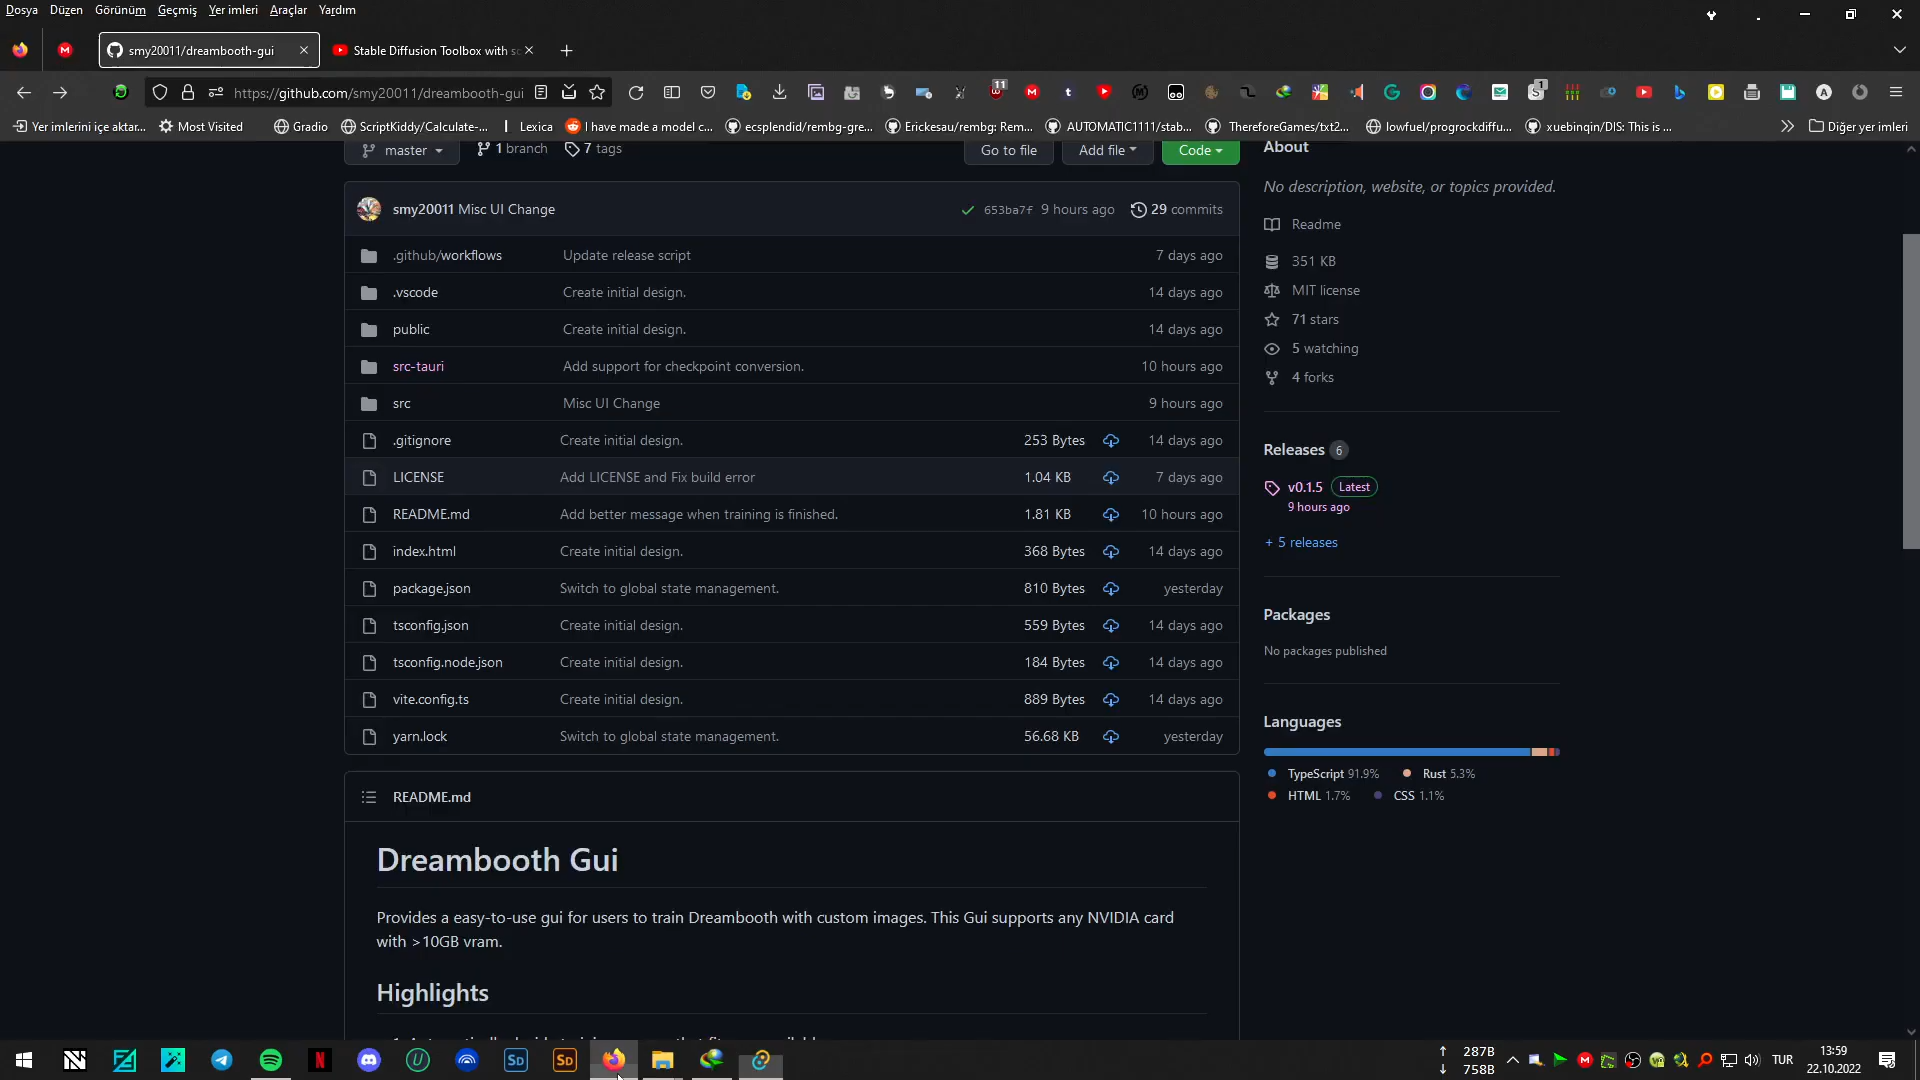 Dosya Düzen Görünüm Geçmiş Yer imleri Araçlar Yardım
smy20011/dreambooth-gui
Stable Diffusion Toolbox with s
https://github.com/smy20011/dreambooth-gui
11
1
Yer imlerini içe aktar... Most Visited Gradio ScriptKiddy/Calculate-... Lexica I have made a model c... ecsplendid/rembg-gre... Erickesau/rembg: Rem... AUTOMATIC1111/stab... ThereforeGames/txt2... lowfuel/progrockdiffu... xuebinqin/DIS: This is ... Diğer yer imleri
master 1 branch 7 tags Go to file Add file Code
smy20011 Misc UI Change 653ba7f 9 hours ago 29 commits
.github/workflows Update release script 7 days ago
.vscode Create initial design. 14 days ago
public Create initial design. 14 days ago
src-tauri Add support for checkpoint conversion. 10 hours ago
src Misc UI Change 9 hours ago
.gitignore Create initial design. 253 Bytes 14 days ago
LICENSE Add LICENSE and Fix build error 1.04 KB 7 days ago
README.md Add better message when training is finished. 1.81 KB 10 hours ago
index.html Create initial design. 368 Bytes 14 days ago
package.json Switch to global state management. 810 Bytes yesterday
tsconfig.json Create initial design. 559 Bytes 14 days ago
tsconfig.node.json Create initial design. 184 Bytes 14 days ago
vite.config.ts Create initial design. 889 Bytes 14 days ago
yarn.lock Switch to global state management. 56.68 KB yesterday
README.md
Dreambooth Gui
Provides a easy-to-use gui for users to train Dreambooth with custom images. This Gui supports any NVIDIA card
with >10GB vram.
Highlights
About
No description, website, or topics provided.
Readme
351 KB
MIT license
71 stars
5 watching
4 forks
Releases 6
v0.1.5 Latest
9 hours ago
+ 5 releases
Packages
No packages published
Languages
TypeScript 91.9% Rust 5.3%
HTML 1.7% CSS 1.1%
Sd Sd
287B
758B
TUR
13:59
22.10.2022